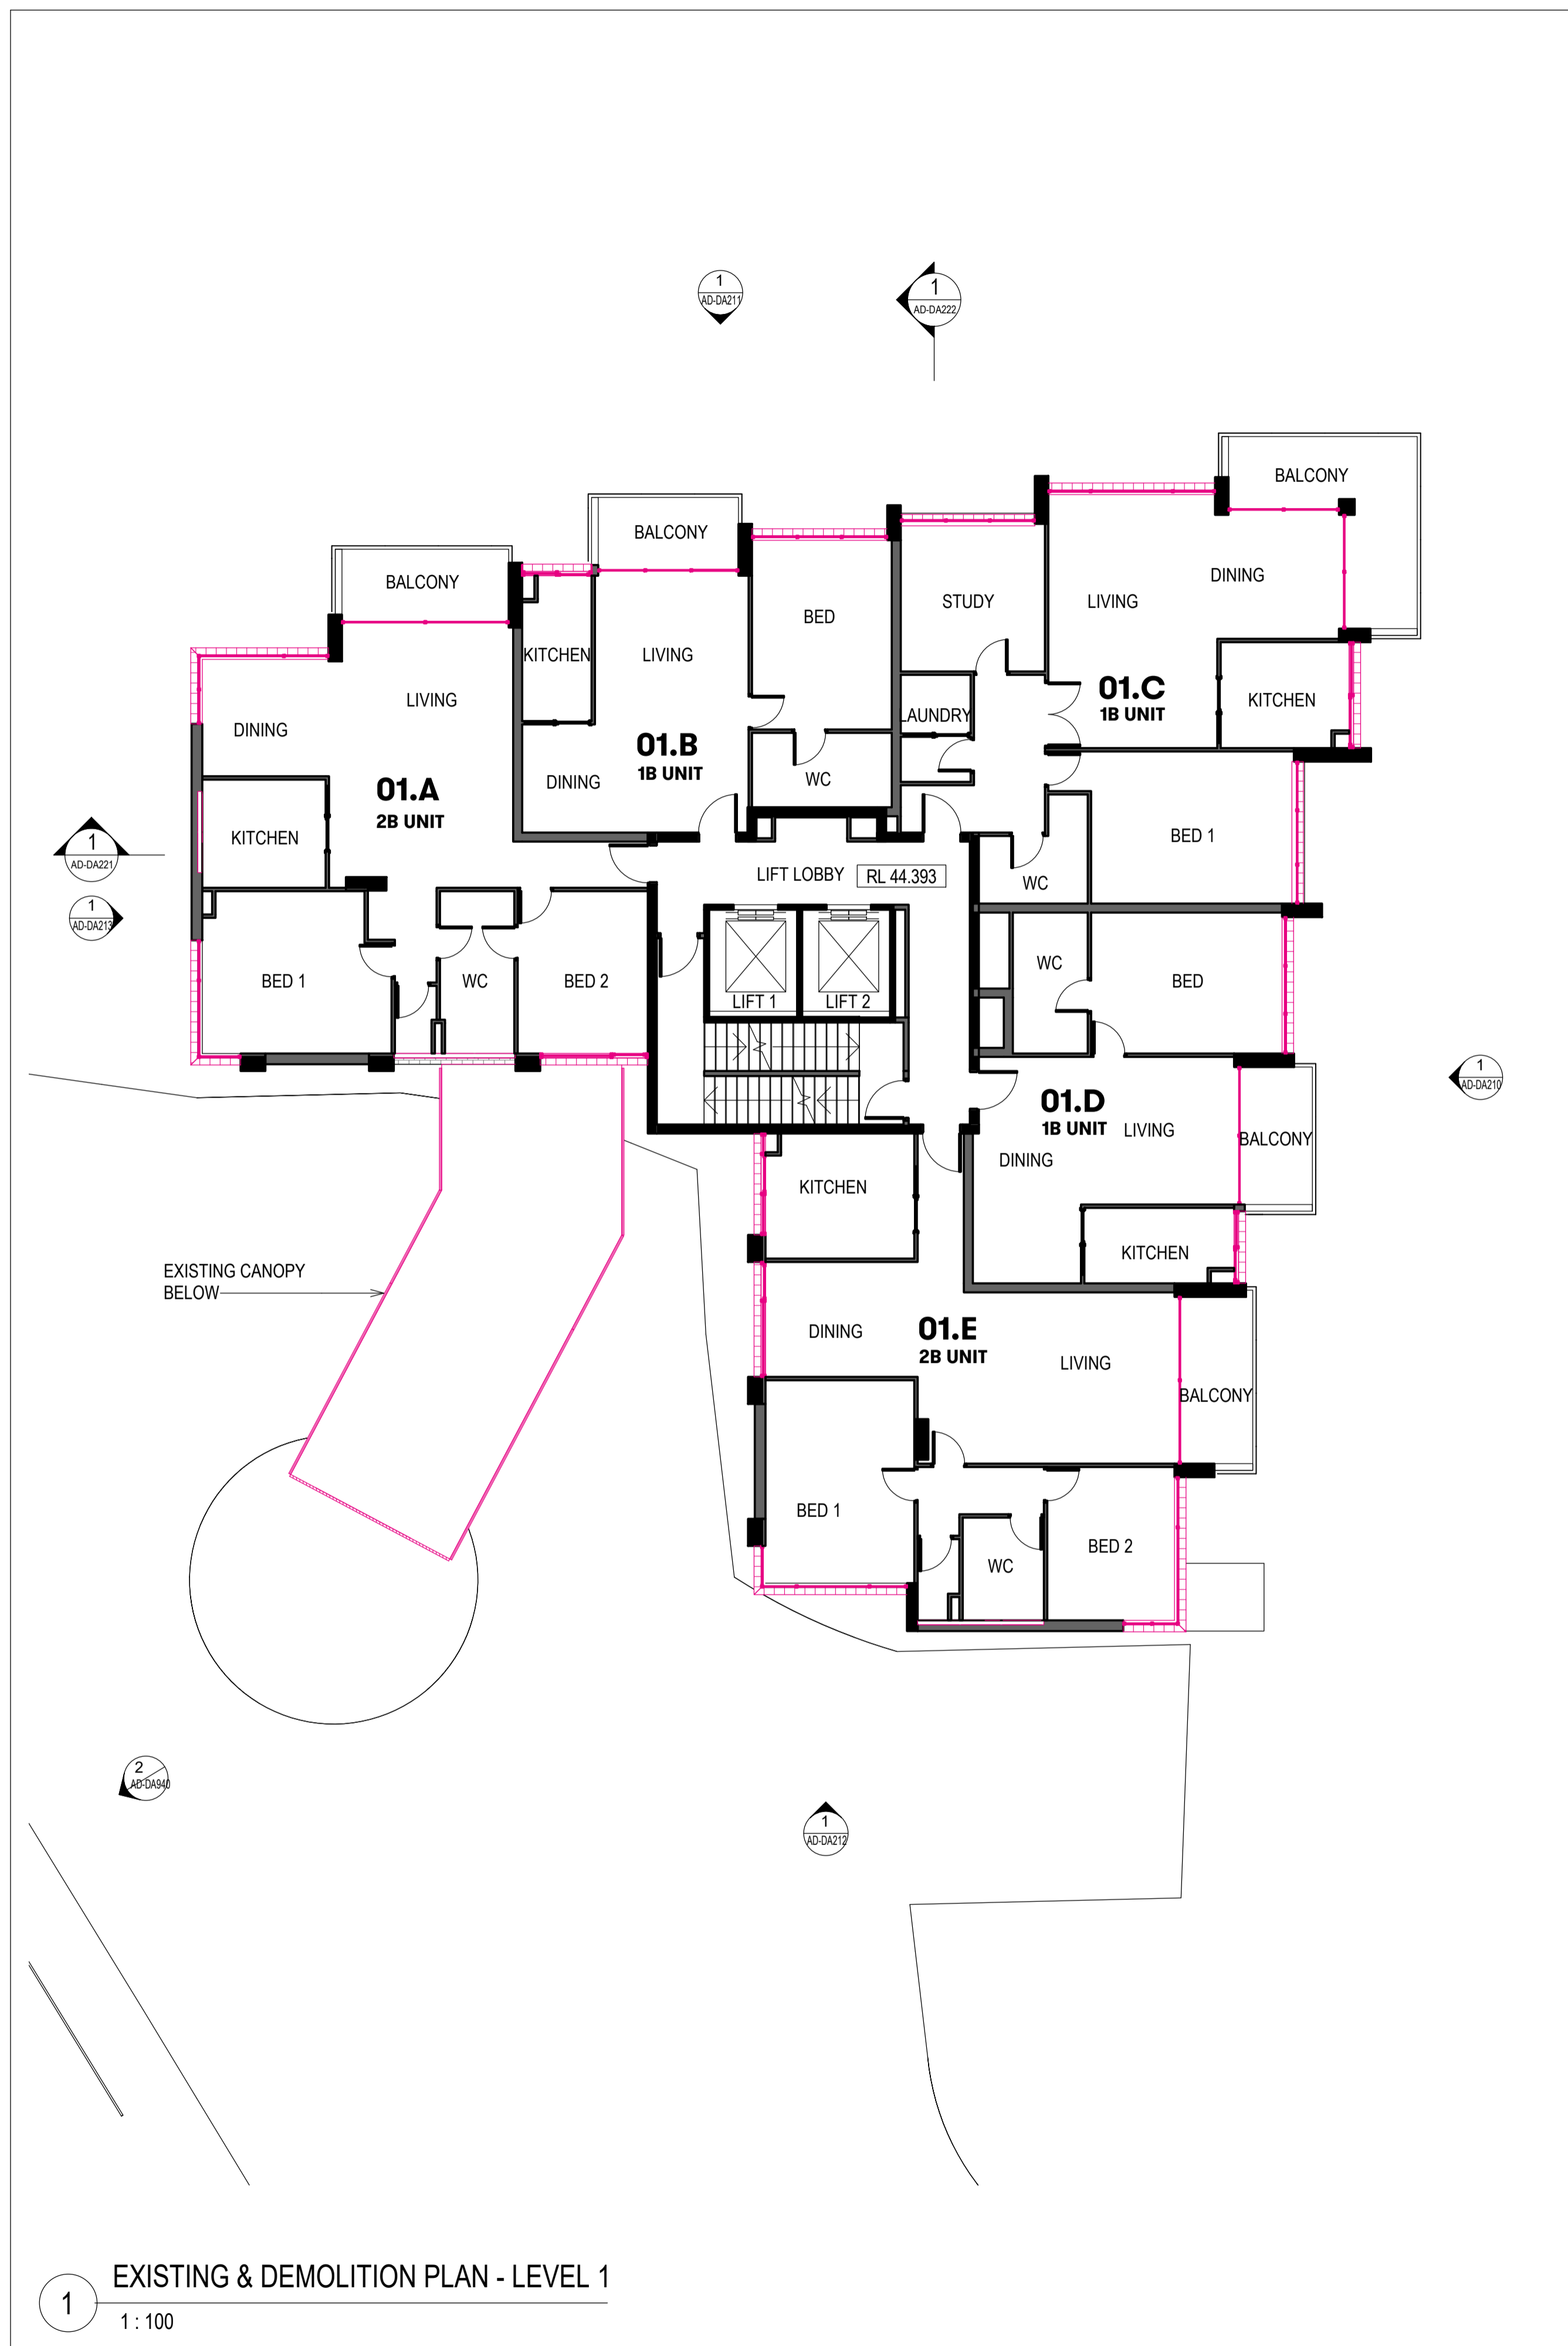 1
AD-DA211
1
AD-DA222
BALCONY
BALCONY
BALCONY
BED
STUDY
LIVING
DINING
KITCHEN
LIVING
LIVING
DINING
LAUNDRY
01.C
1B UNIT
KITCHEN
01.B
1B UNIT
DINING
WC
01.A
2B UNIT
KITCHEN
1
AD-DA221
BED 1
LIFT LOBBY
RL 44.393
WC
1
AD-DA213
BED 1
WC
BED 2
LIFT 1
LIFT 2
WC
BED
1
AD-DA210
01.D
1B UNIT
LIVING
BALCONY
DINING
KITCHEN
KITCHEN
EXISTING CANOPY
BELOW
DINING
01.E
2B UNIT
LIVING
BALCONY
BED 1
WC
BED 2
2
AD-DA940
1
AD-DA212
1
EXISTING & DEMOLITION PLAN - LEVEL 1
1 : 100